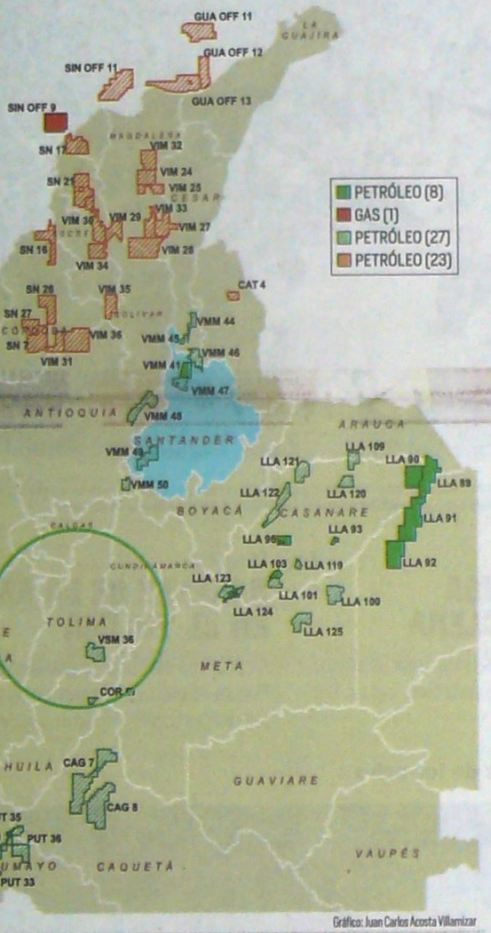 GUA OFF 11
LA GUAJIRA
GUA OFF 12
SIN OFF 11
GUA OFF 13
SIN OFF 9
MAGDALENA
SN 17
VIM 32
VIM 24
SN 21
VIM 25
CESAR
VIM 33
VIM 30
VIM 29
VIM 27
SUCRE
SN 16
VIM 28
VIM 34
PETRÓLEO (8)
GAS (1)
PETRÓLEO (27)
PETRÓLEO (23)
CAT 4
SN 26
VIM 35
SN 27
BOLÍVAR
VMM 44
CÓRDOBA
VIM 36
VMM 45
SN 7
VIM 31
VMM 46
VMM 41
VMM 47
ANTIOQUIA
VMM 48
ARAUCA
SANTANDER
LLA 109
VMM 49
LLA 121
LLA 90
LLA 89
VMM 50
LLA 122
LLA 120
BOYACÁ
CASANARE
LLA 91
CALDAS
LLA 93
LLA 96
LLA 92
CUNDINAMARCA
LLA 103
LLA 119
LLA 123
LLA 101
LLA 100
LLA 124
TOLIMA
LLA 125
VSM 36
META
COR
HUILA
CAG 7
GUAVIARE
CAG 8
PUT 36
UMAYO
CAQUETÁ
VAUPÉS
PUT 33
Gráfico: Juan Carlos Acosta Villamizar